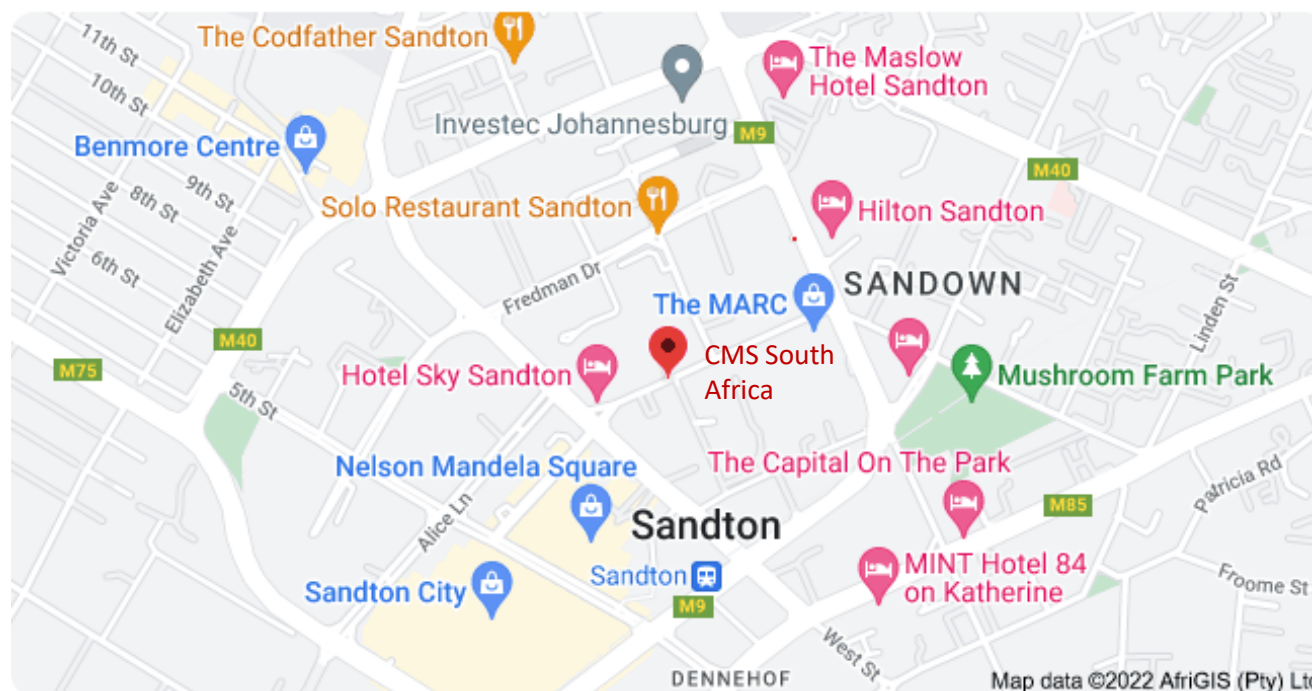 11th St
The Codfather Sandton
The Maslow
Hotel Sandton
10th St
Investec Johannesburg
M9
Benmore Centre
M40
9th St
8th St
Solo Restaurant Sandton
Hilton Sandton
Victoria Ave
6th St
Elizabeth Ave
Fredman Dr
SANDOWN
The MARC
Linden St
M40
CMS South
Africa
M75
Hotel Sky Sandton
Mushroom Farm Park
5th St
Nelson Mandela Square
The Capital On The Park
Patricia Rd
Alice Ln
M85
Sandton
Sandton
MINT Hotel 84
on Katherine
Froome St
Sandton City
M9
West St
DENNEHOF
Map data ©2022 AfriGIS (Pty) Lt